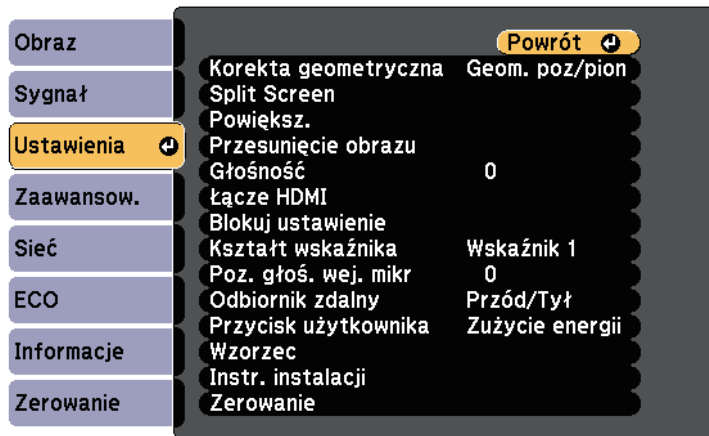 Obraz
Sygnał
Ustawienia
Zaawansow.
Sieć
ECO
Informacje
Zerowanie
Powrót
Korekta geometryczna Geom. poz/pion
Split Screen
Powiększ.
Przesunięcie obrazu
Głośność 0
Łącze HDMI
Blokuj ustawienie
Kształt wskaźnika Wskaźnik 1
Poz. głoś. wej. mikr 0
Odbiornik zdalny Przód/Tył
Przycisk użytkownika Zużycie energii
Wzorzec
Instr. instalacji
Zerowanie